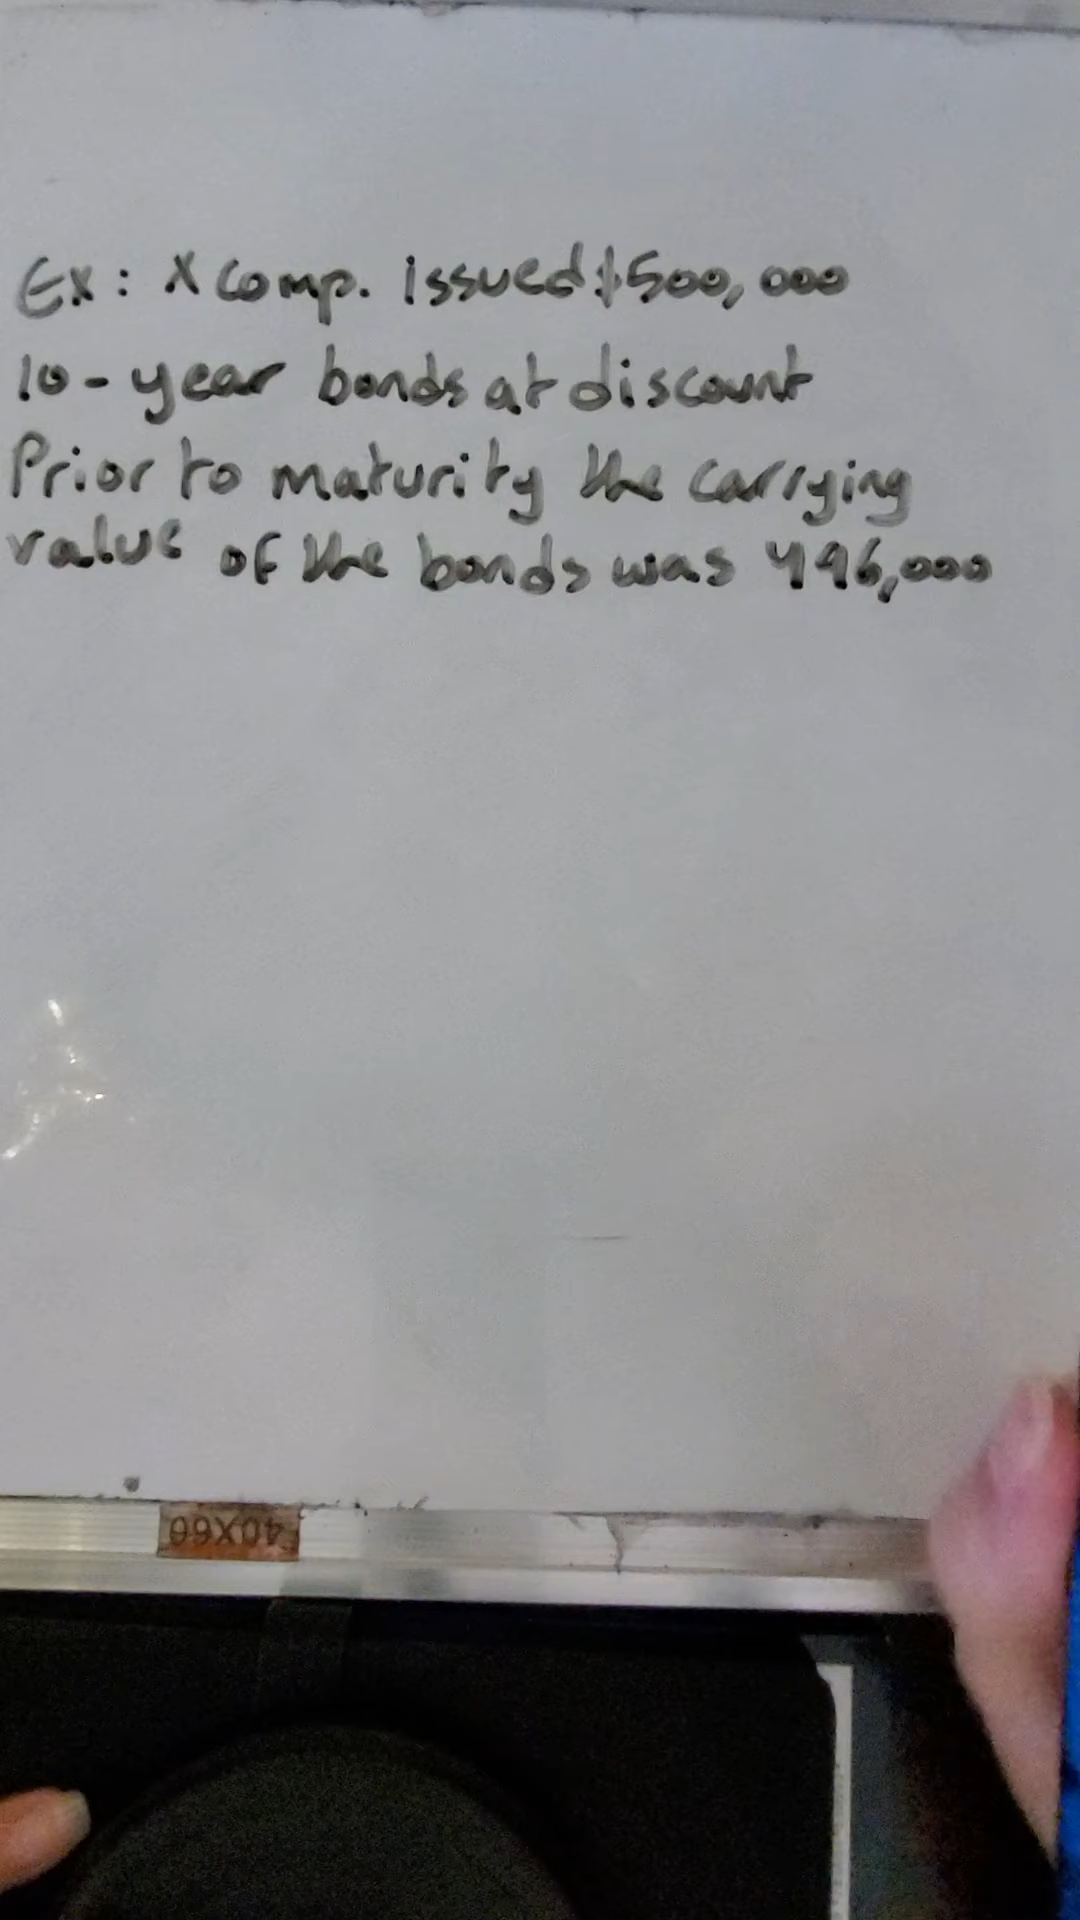 Ex: X Comp. issued $500,000
10-year bonds at discount
Prior to maturity the carrying
value of the bonds was 496,000
40X60